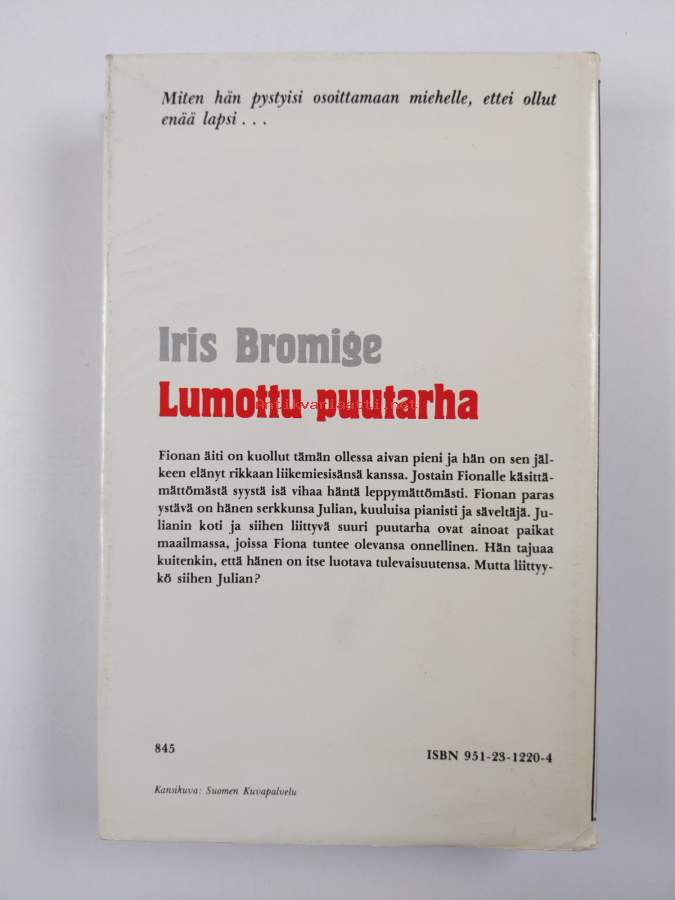 Miten hän pystyisi osoittamaan miehelle, ettei ollut
enää lapsi . . .
Iris Bromige
Lumottu puutarha
antikvariaatti.net
Fionan äiti on kuollut tämän ollessa aivan pieni ja hän on sen jäl-
keen elänyt rikkaan liikemiesisänsä kanssa. Jostain Fionalle käsittä-
mättömästä syystä isä vihaa häntä leppymättömästi. Fionan paras
ystävä on hänen serkkunsa Julian, kuuluisa pianisti ja säveltäjä. Ju-
lianin koti ja siihen liittyvä suuri puutarha ovat ainoat paikat
maailmassa, joissa Fiona tuntee olevansa onnellinen. Hän tajuaa
kuitenkin, että hänen on itse luotava tulevaisuutensa. Mutta liittyy-
kö siihen Julian?
845
ISBN 951-23-1220-4
Kansikuva: Suomen Kuvapalvelu